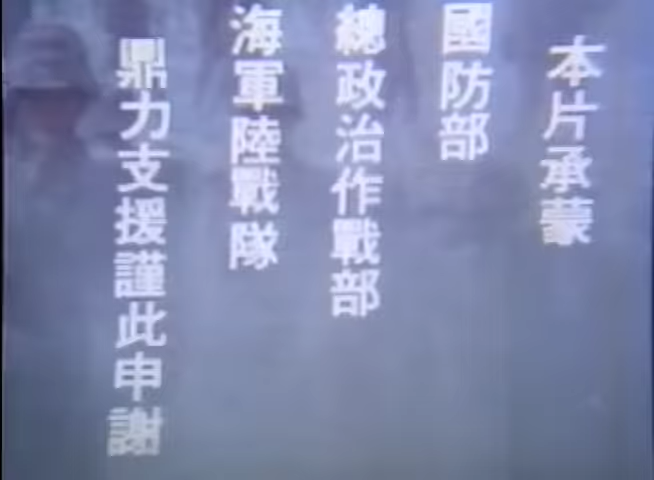 本片承蒙
國防部
總政治作戰部
海軍陸戰隊
鼎力支援謹此申謝